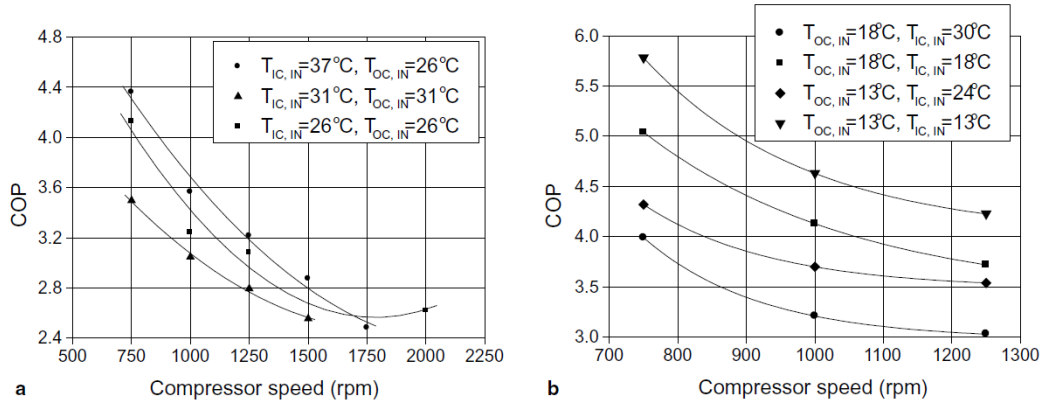 4.8
4.4
4.0
3.6
3.2
2.8
2.4
COP
T_IC, IN=37°C, T_OC, IN=26°C
T_IC, IN=31°C, T_OC, IN=31°C
T_IC, IN=26°C, T_OC, IN=26°C
500 750 1000 1250 1500 1750 2000 2250
a Compressor speed (rpm)
6.0
5.5
5.0
4.5
4.0
3.5
3.0
COP
T_OC, IN=18°C, T_IC, IN=30°C
T_OC, IN=18°C, T_IC, IN=18°C
T_OC, IN=13°C, T_IC, IN=24°C
T_OC, IN=13°C, T_IC, IN=13°C
700 800 900 1000 1100 1200 1300
b Compressor speed (rpm)